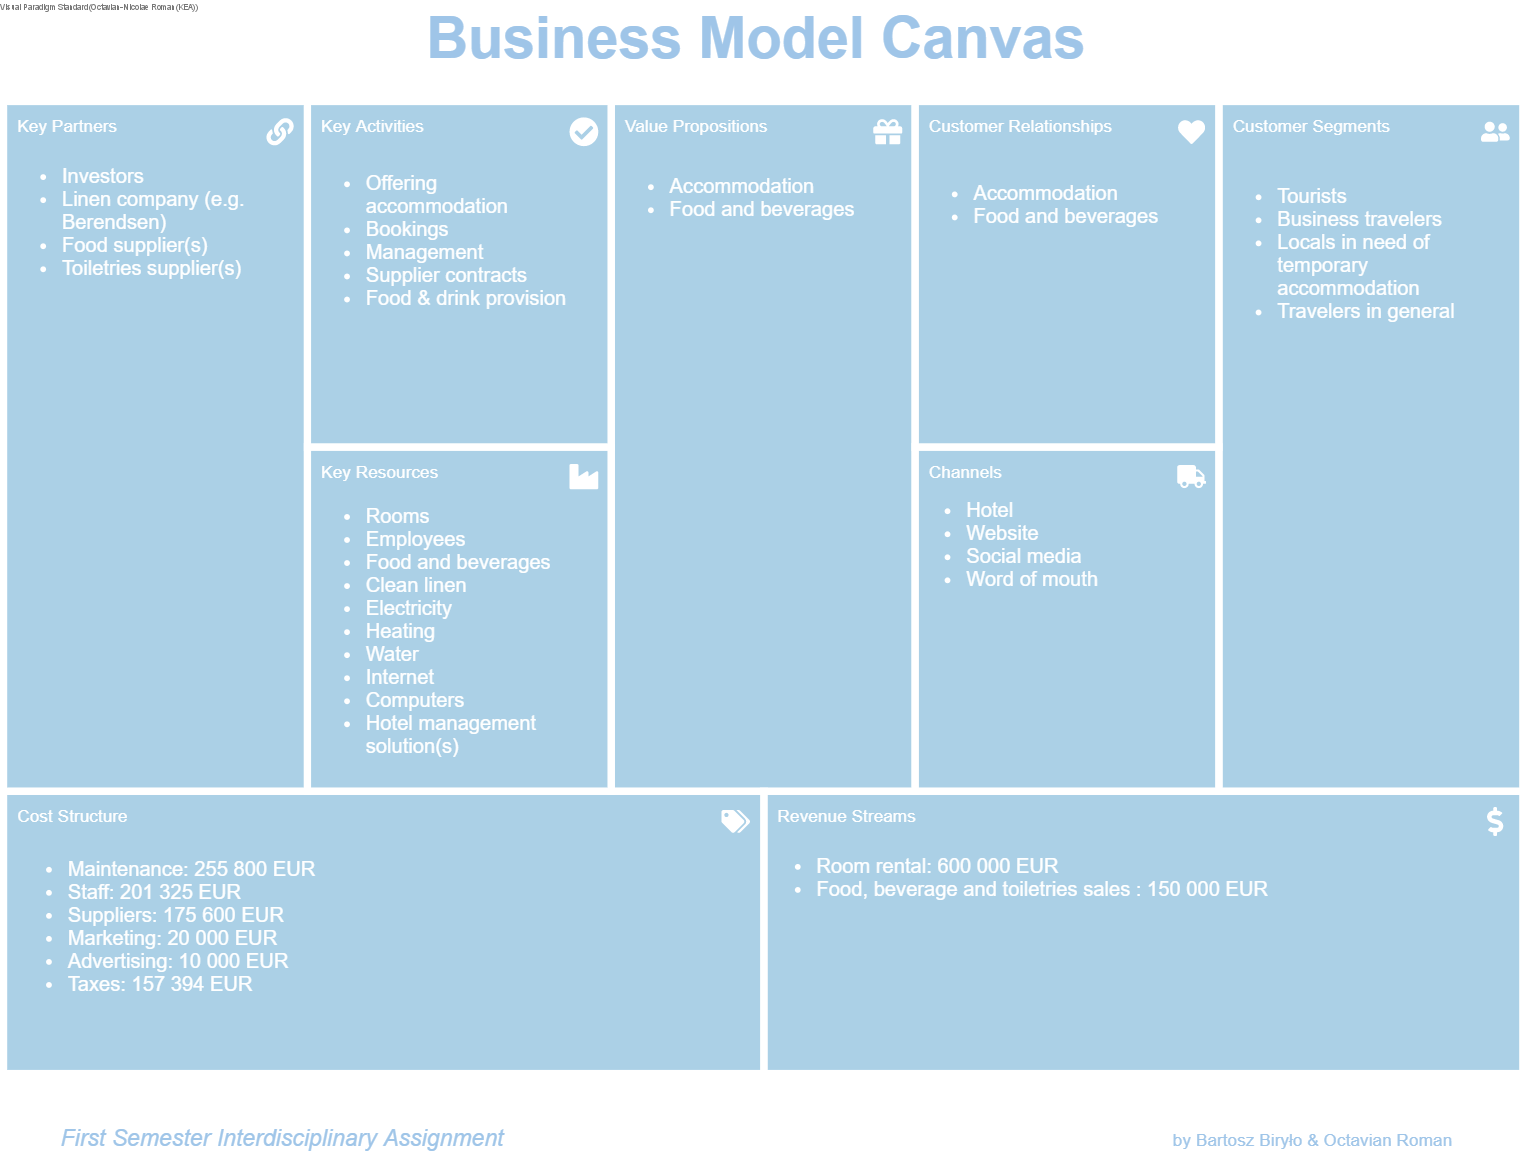 Visual Paradigm Standard(Octavian-Nicolae Roman(KEA))
Business Model Canvas
Key Partners
Investors
Linen company (e.g.
Berendsen)
Food supplier(s)
Toiletries supplier(s)
Key Activities
Offering
accommodation
Bookings
Management
Supplier contracts
Food & drink provision
Key Resources
Rooms
Employees
Food and beverages
Clean linen
Electricity
Heating
Water
Internet
Computers
Hotel management
solution(s)
Value Propositions
Accommodation
Food and beverages
Customer Relationships
Accommodation
Food and beverages
Channels
Hotel
Website
Social media
Word of mouth
Customer Segments
Tourists
Business travelers
Locals in need of
temporary
accommodation
Travelers in general
Cost Structure
Maintenance: 255 800 EUR
Staff: 201 325 EUR
Suppliers: 175 600 EUR
Marketing: 20 000 EUR
Advertising: 10 000 EUR
Taxes: 157 394 EUR
Revenue Streams
Room rental: 600 000 EUR
Food, beverage and toiletries sales : 150 000 EUR
First Semester Interdisciplinary Assignment
by Bartosz Biryło & Octavian Roman